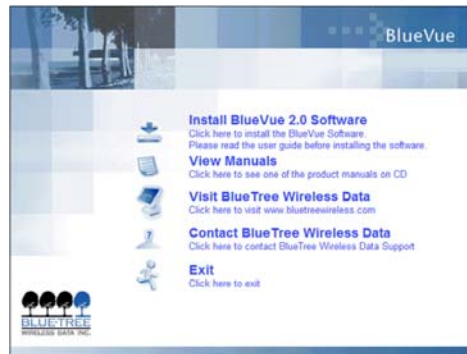 BlueVue
Install BlueVue 2.0 Software
Click here to install the BlueVue Software.
Please read the user guide before installing the software.
View Manuals
Click here to see one of the product manuals on CD
Visit BlueTree Wireless Data
Click here to visit www.bluetreewireless.com
Contact BlueTree Wireless Data
Click here to contact BlueTree Wireless Data Support
Exit
Click here to exit
BLUE-TREE
WIRELESS DATA INC.